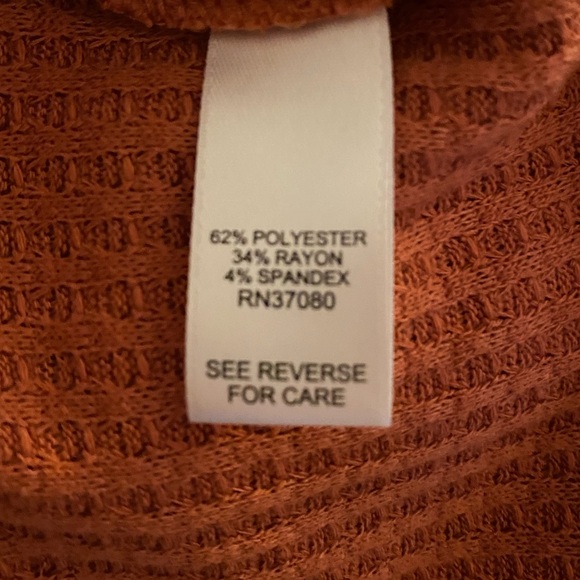 62% POLYESTER
34% RAYON
4% SPANDEX
RN37080
SEE REVERSE
FOR CARE